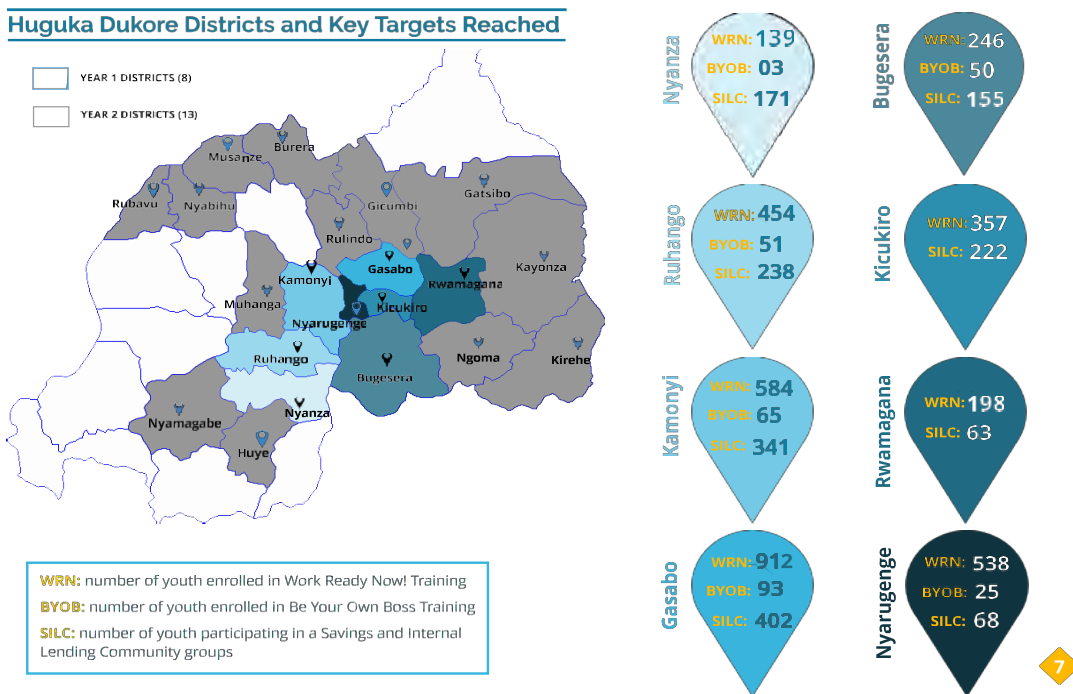 Huguka Dukore Districts and Key Targets Reached
YEAR 1 DISTRICTS (8)
YEAR 2 DISTRICTS (13)
Burera
Musanze
Gatsibo
Rubavu
Nyabihu
Gicumbi
Rulindo
Gasabo
Kayonza
Kamonyi
Rwamagana
Muhanga
Kicukiro
Nyarugenge
Ruhango
Ngoma
Kirehe
Bugesera
Nyanza
Nyamagabe
Huye
WRN: number of youth enrolled in Work Ready Now! Training
BYOB: number of youth enrolled in Be Your Own Boss Training
SILC: number of youth participating in a Savings and Internal
Lending Community groups
Nyanza
WRN: 139
BYOB: 03
SILC: 171
Bugesera
WRN: 246
BYOB: 50
SILC: 155
Ruhango
WRN: 454
BYOB: 51
SILC: 238
Kicukiro
WRN: 357
SILC: 222
Kamonyi
WRN: 584
BYOB: 65
SILC: 341
Rwamagana
WRN: 198
SILC: 63
Gasabo
WRN: 912
BYOB: 93
SILC: 402
Nyarugenge
WRN: 538
BYOB: 25
SILC: 68
7